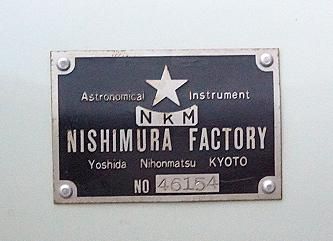 Astronomical Instrument
NKM
NISHIMURA FACTORY
Yoshida Nihonmatsu KYOTO
NO 46154